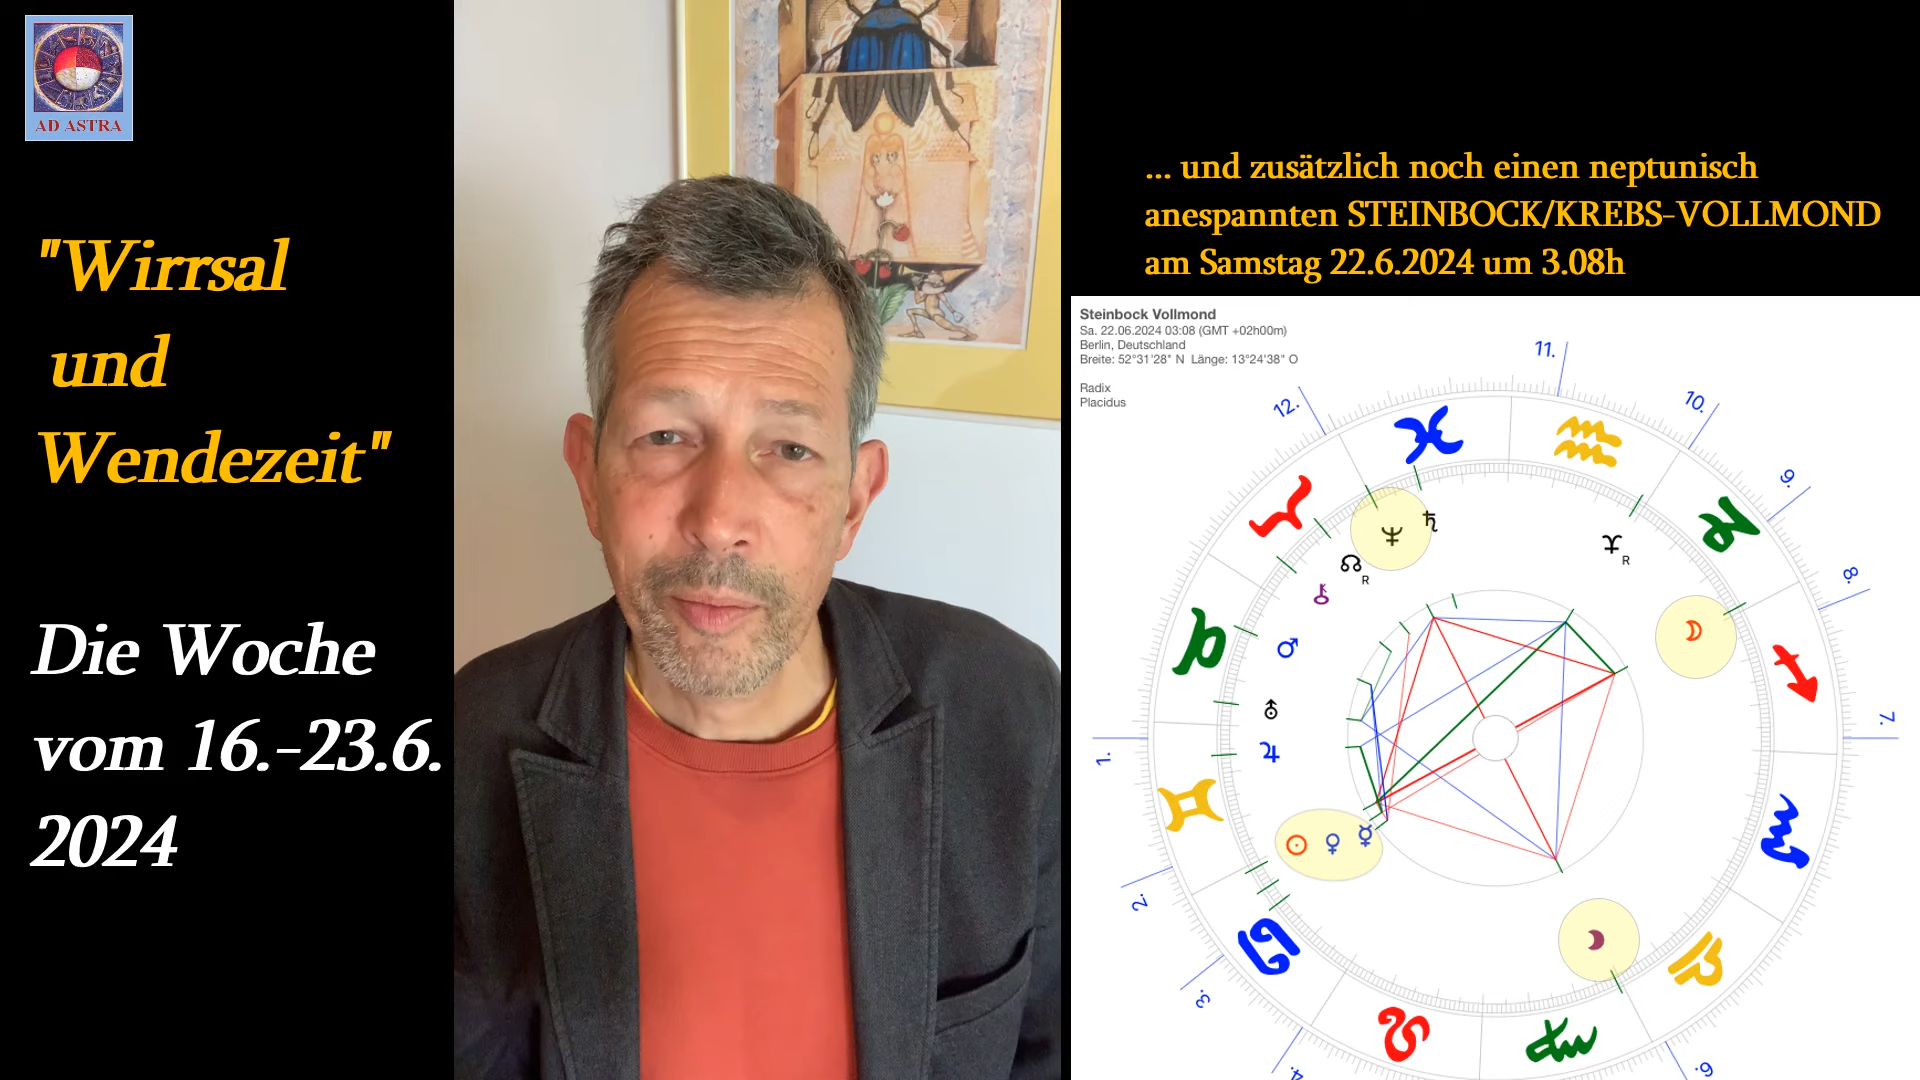 AD ASTRA
"Wirrsal
und
Wendezeit"
Die Woche
vom 16.-23.6.
2024
... und zusätzlich noch einen neptunisch
anespannten STEINBOCK/KREBS-VOLLMOND
am Samstag 22.6.2024 um 3.08h
Steinbock Vollmond
Sa. 22.06.2024 03:08 (GMT +02h00m)
Berlin, Deutschland
Breite: 52°31'28" N Länge: 13°24'38" O
Radix
Placidus
11.
10.
12.
9.
8.
R
R
7.
1.
2.
3.
4.
6.